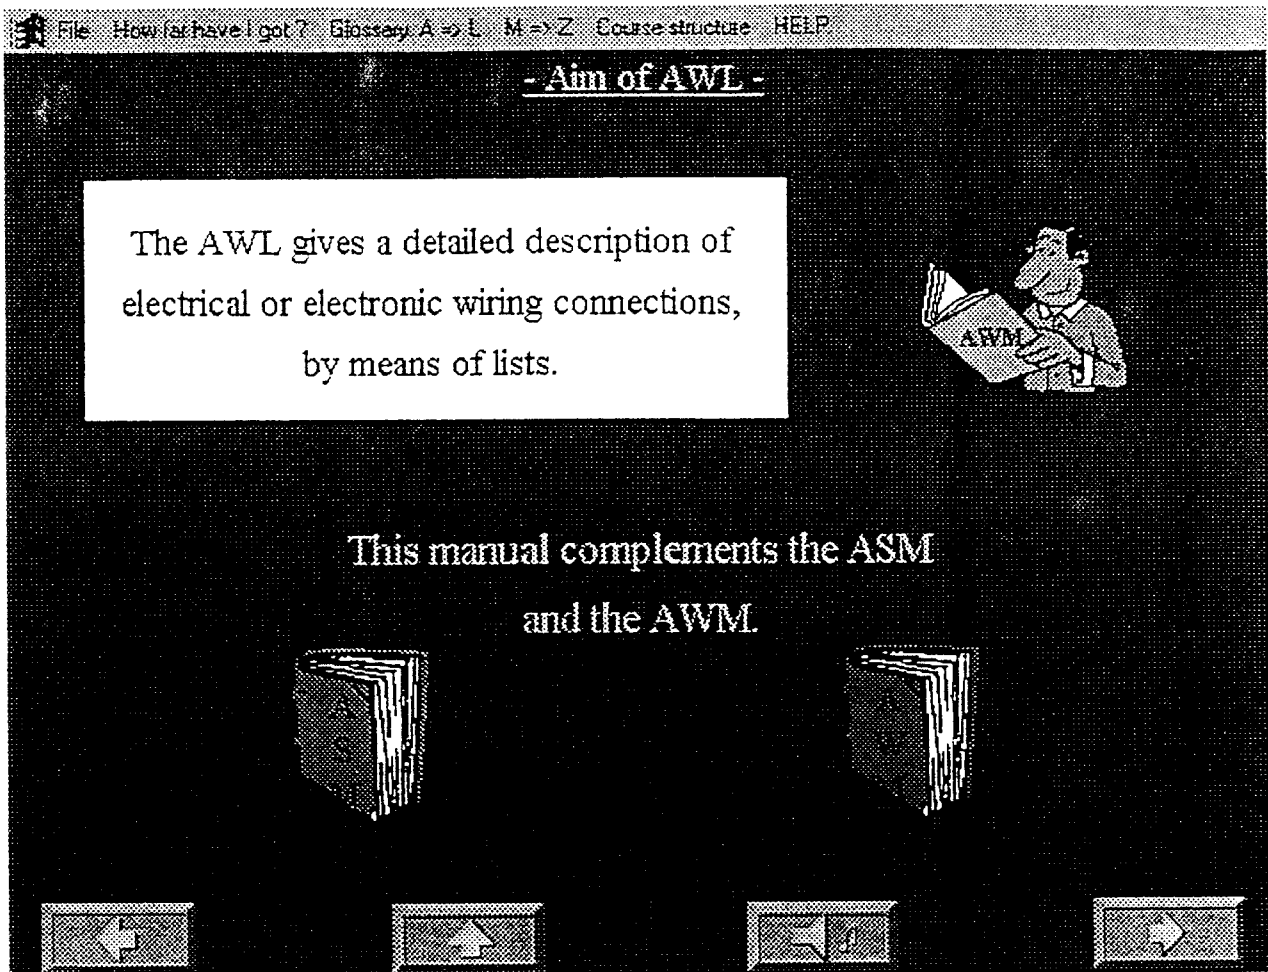 File How far have I got ? Glossary A => L M => Z Course structure HELP
- Aim of AWL -
The AWL gives a detailed description of
electrical or electronic wiring connections,
by means of lists.
AWM
This manual complements the ASM
and the AWM.